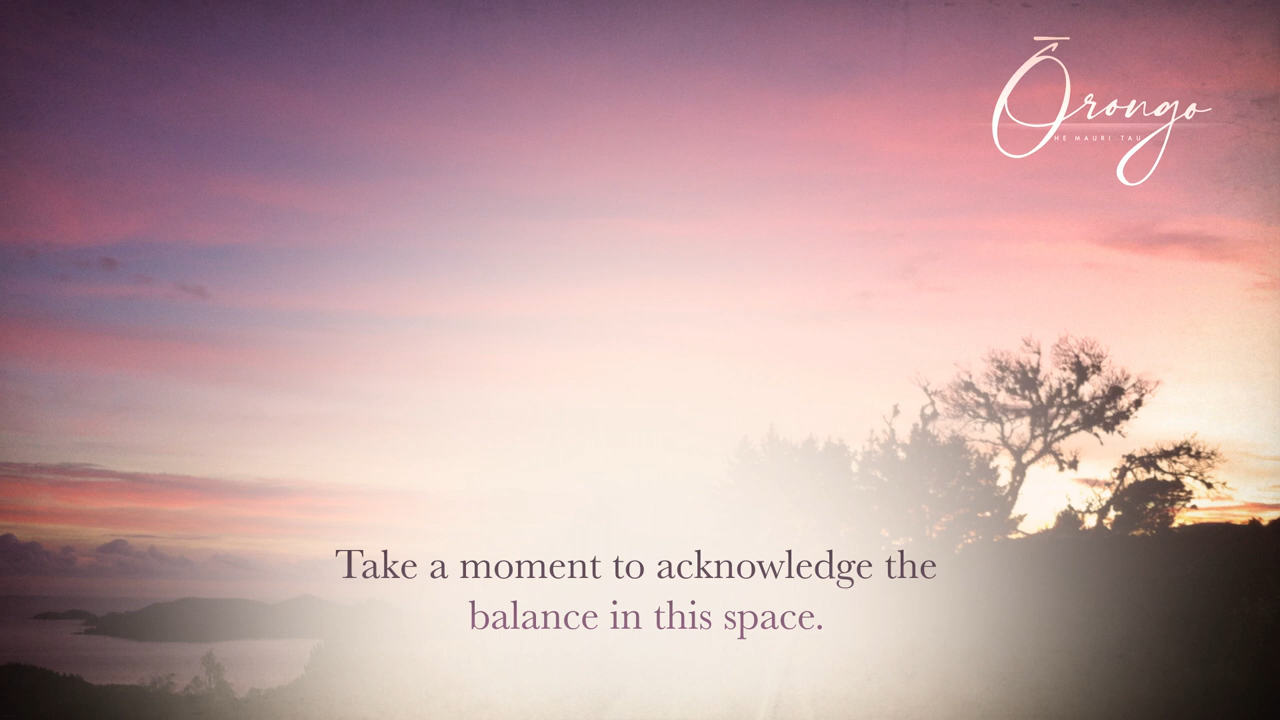 Ōrongo
HE MAURI TAU
Take a moment to acknowledge the
balance in this space.